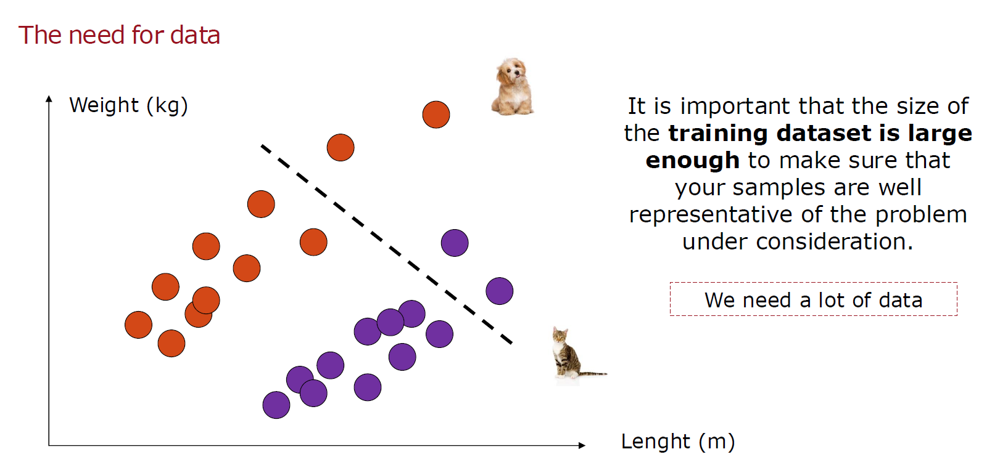 The need for data
Weight (kg)
It is important that the size of
the training dataset is large
enough to make sure that
your samples are well
representative of the problem
under consideration.
We need a lot of data
Lenght (m)